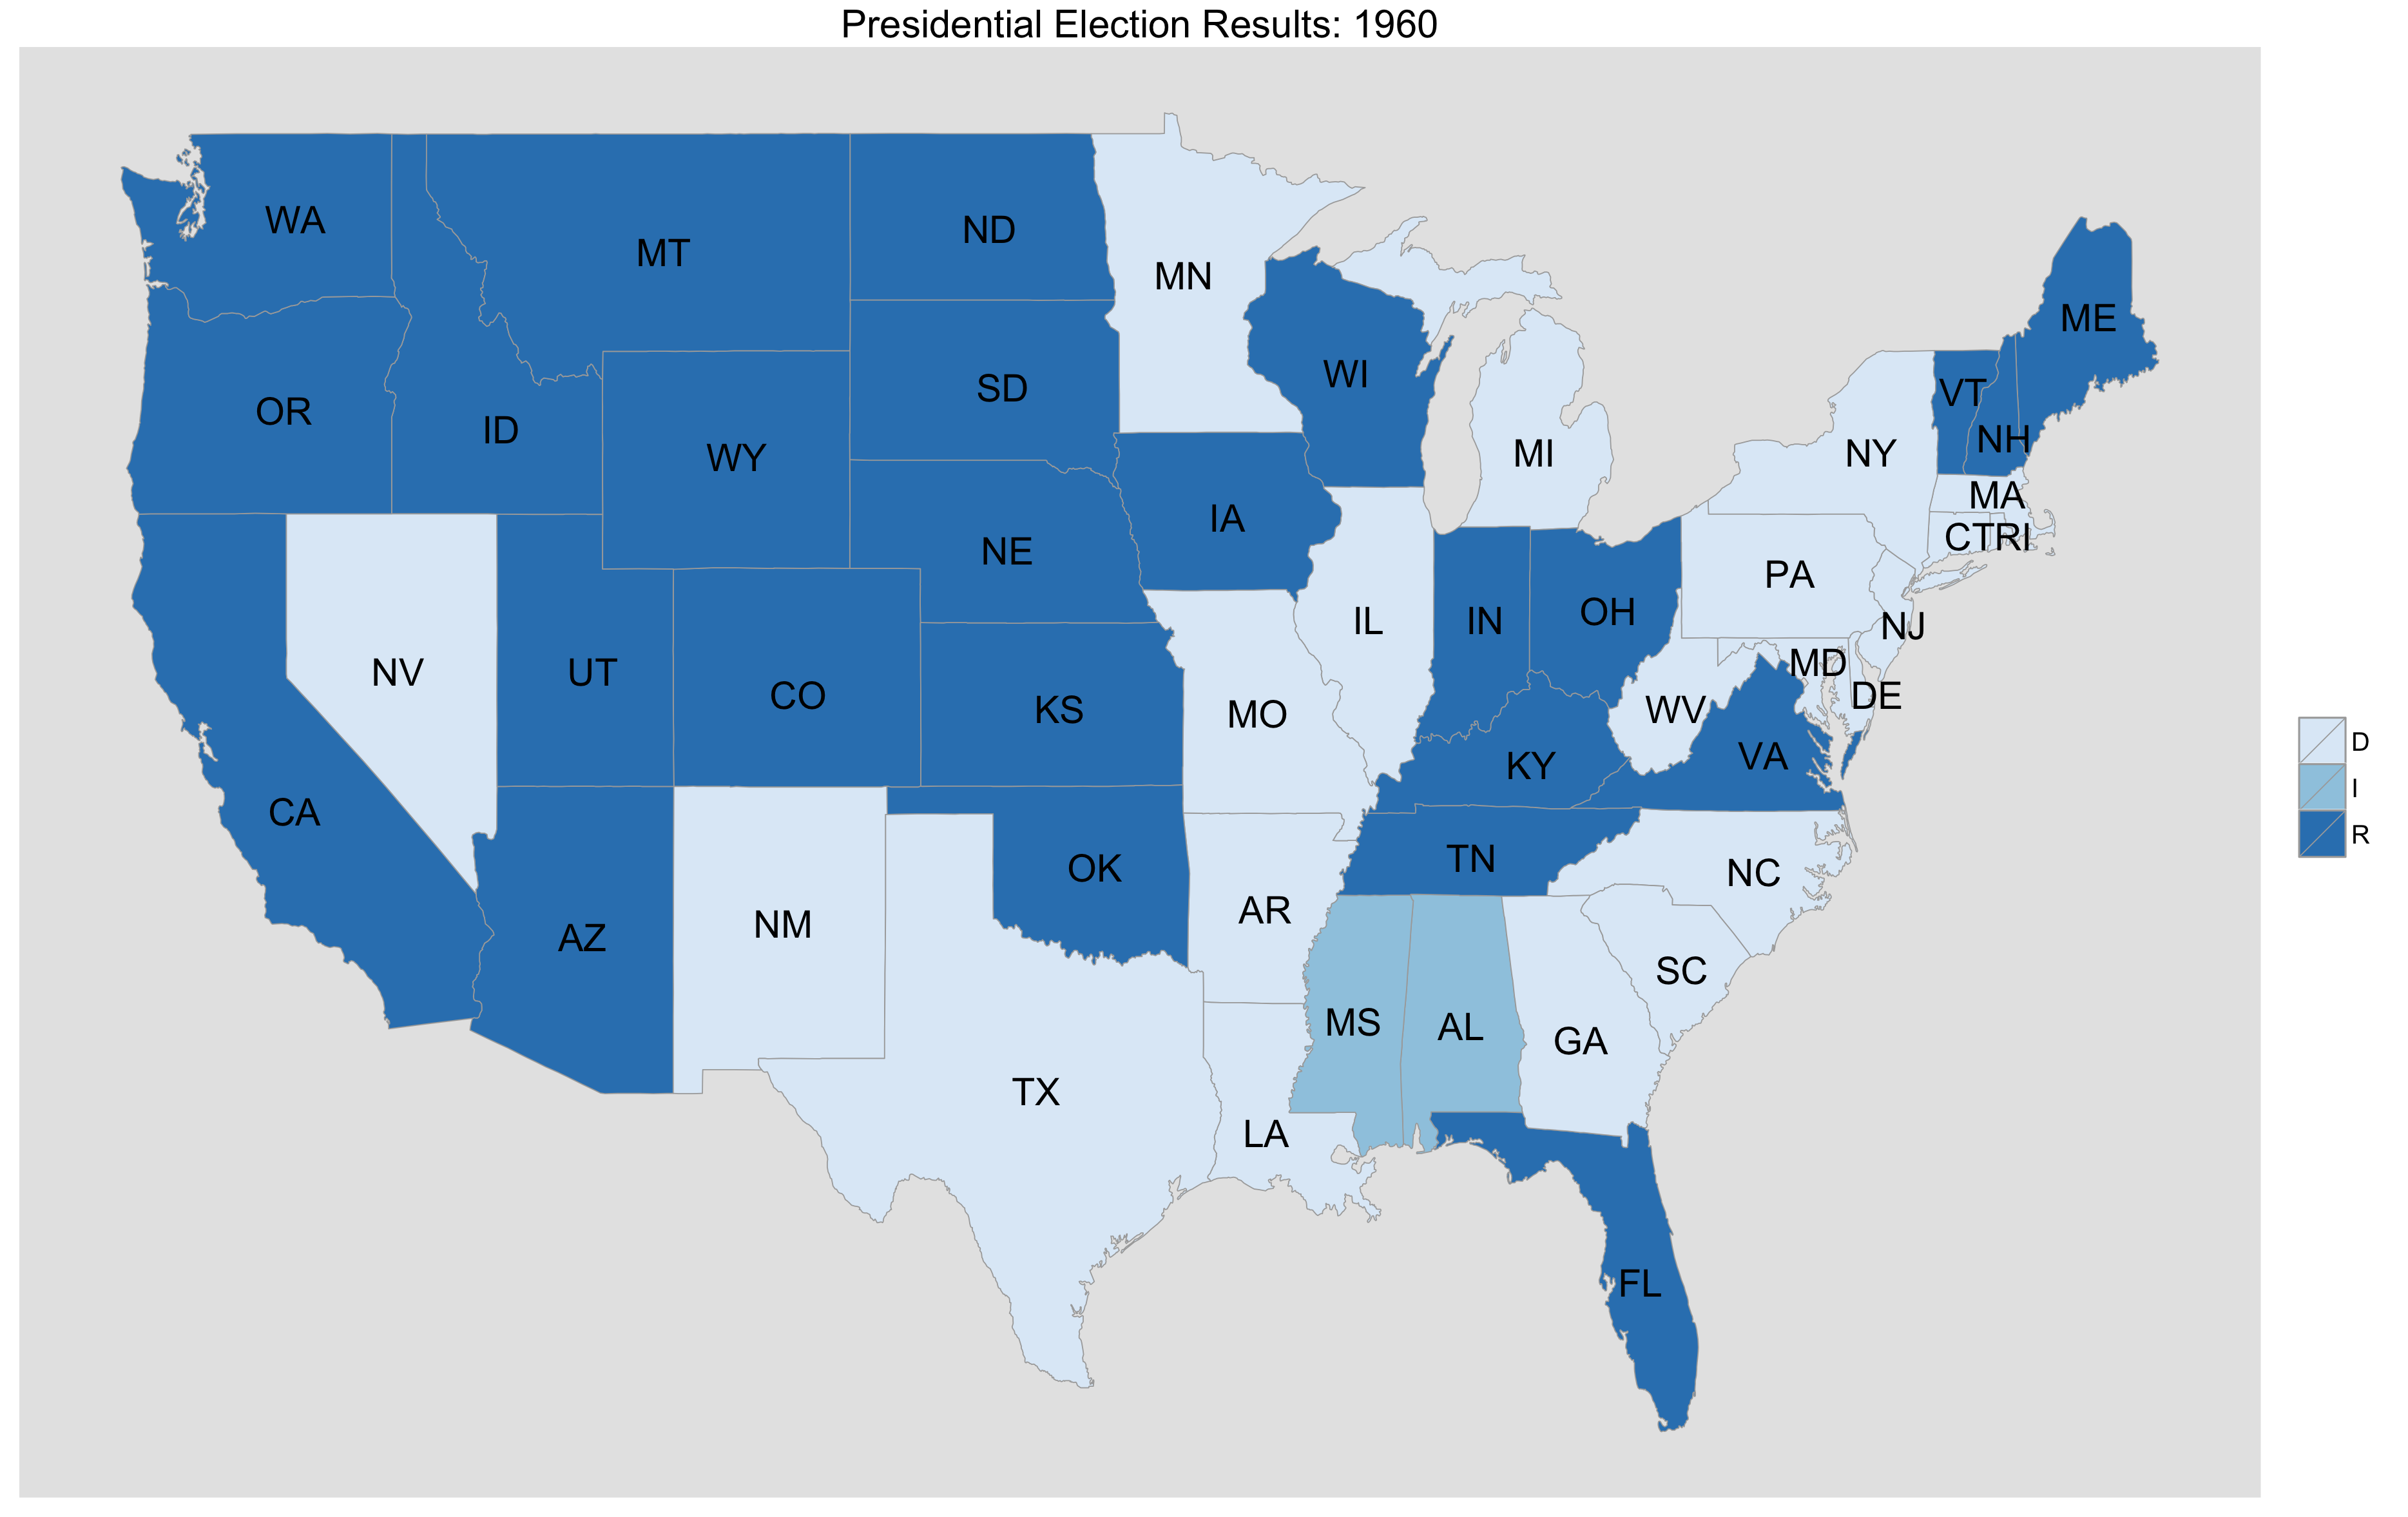 Presidential Election Results: 1960
WA
MT
ND
MN
ME
OR
ID
WY
SD
WI
MI
NY
VT
NH
MA
CT
RI
NV
UT
CO
NE
KS
IA
MO
IL
IN
OH
PA
NJ
MD
DE
WV
VA
KY
CA
AZ
NM
OK
AR
TN
NC
SC
MS
AL
GA
TX
LA
FL
D
I
R